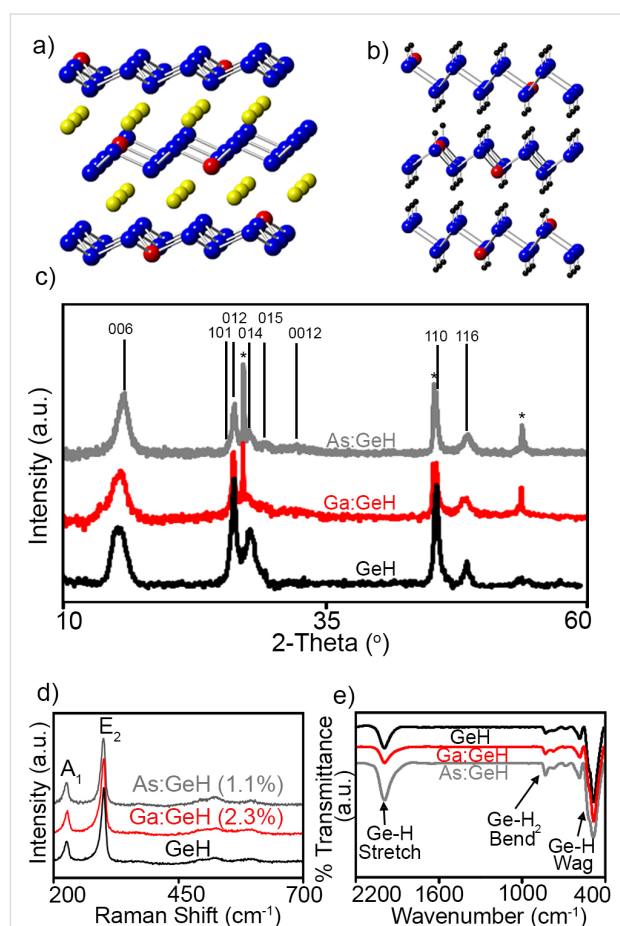 a)
b)
c)
006
012
015
101
014
0012
110
116
*
*
*
As:GeH
Ga:GeH
GeH
Intensity (a.u.)
10
35
60
2-Theta (°)
d)
E2
A1
As:GeH (1.1%)
Ga:GeH (2.3%)
GeH
Intensity (a.u.)
200
450
700
Raman Shift (cm-1)
e)
GeH
Ga:GeH
As:GeH
Ge-H
Stretch
Ge-H2
Bend
Ge-H
Wag
% Transmittance
(a.u.)
2200
1600
1000
400
Wavenumber (cm-1)